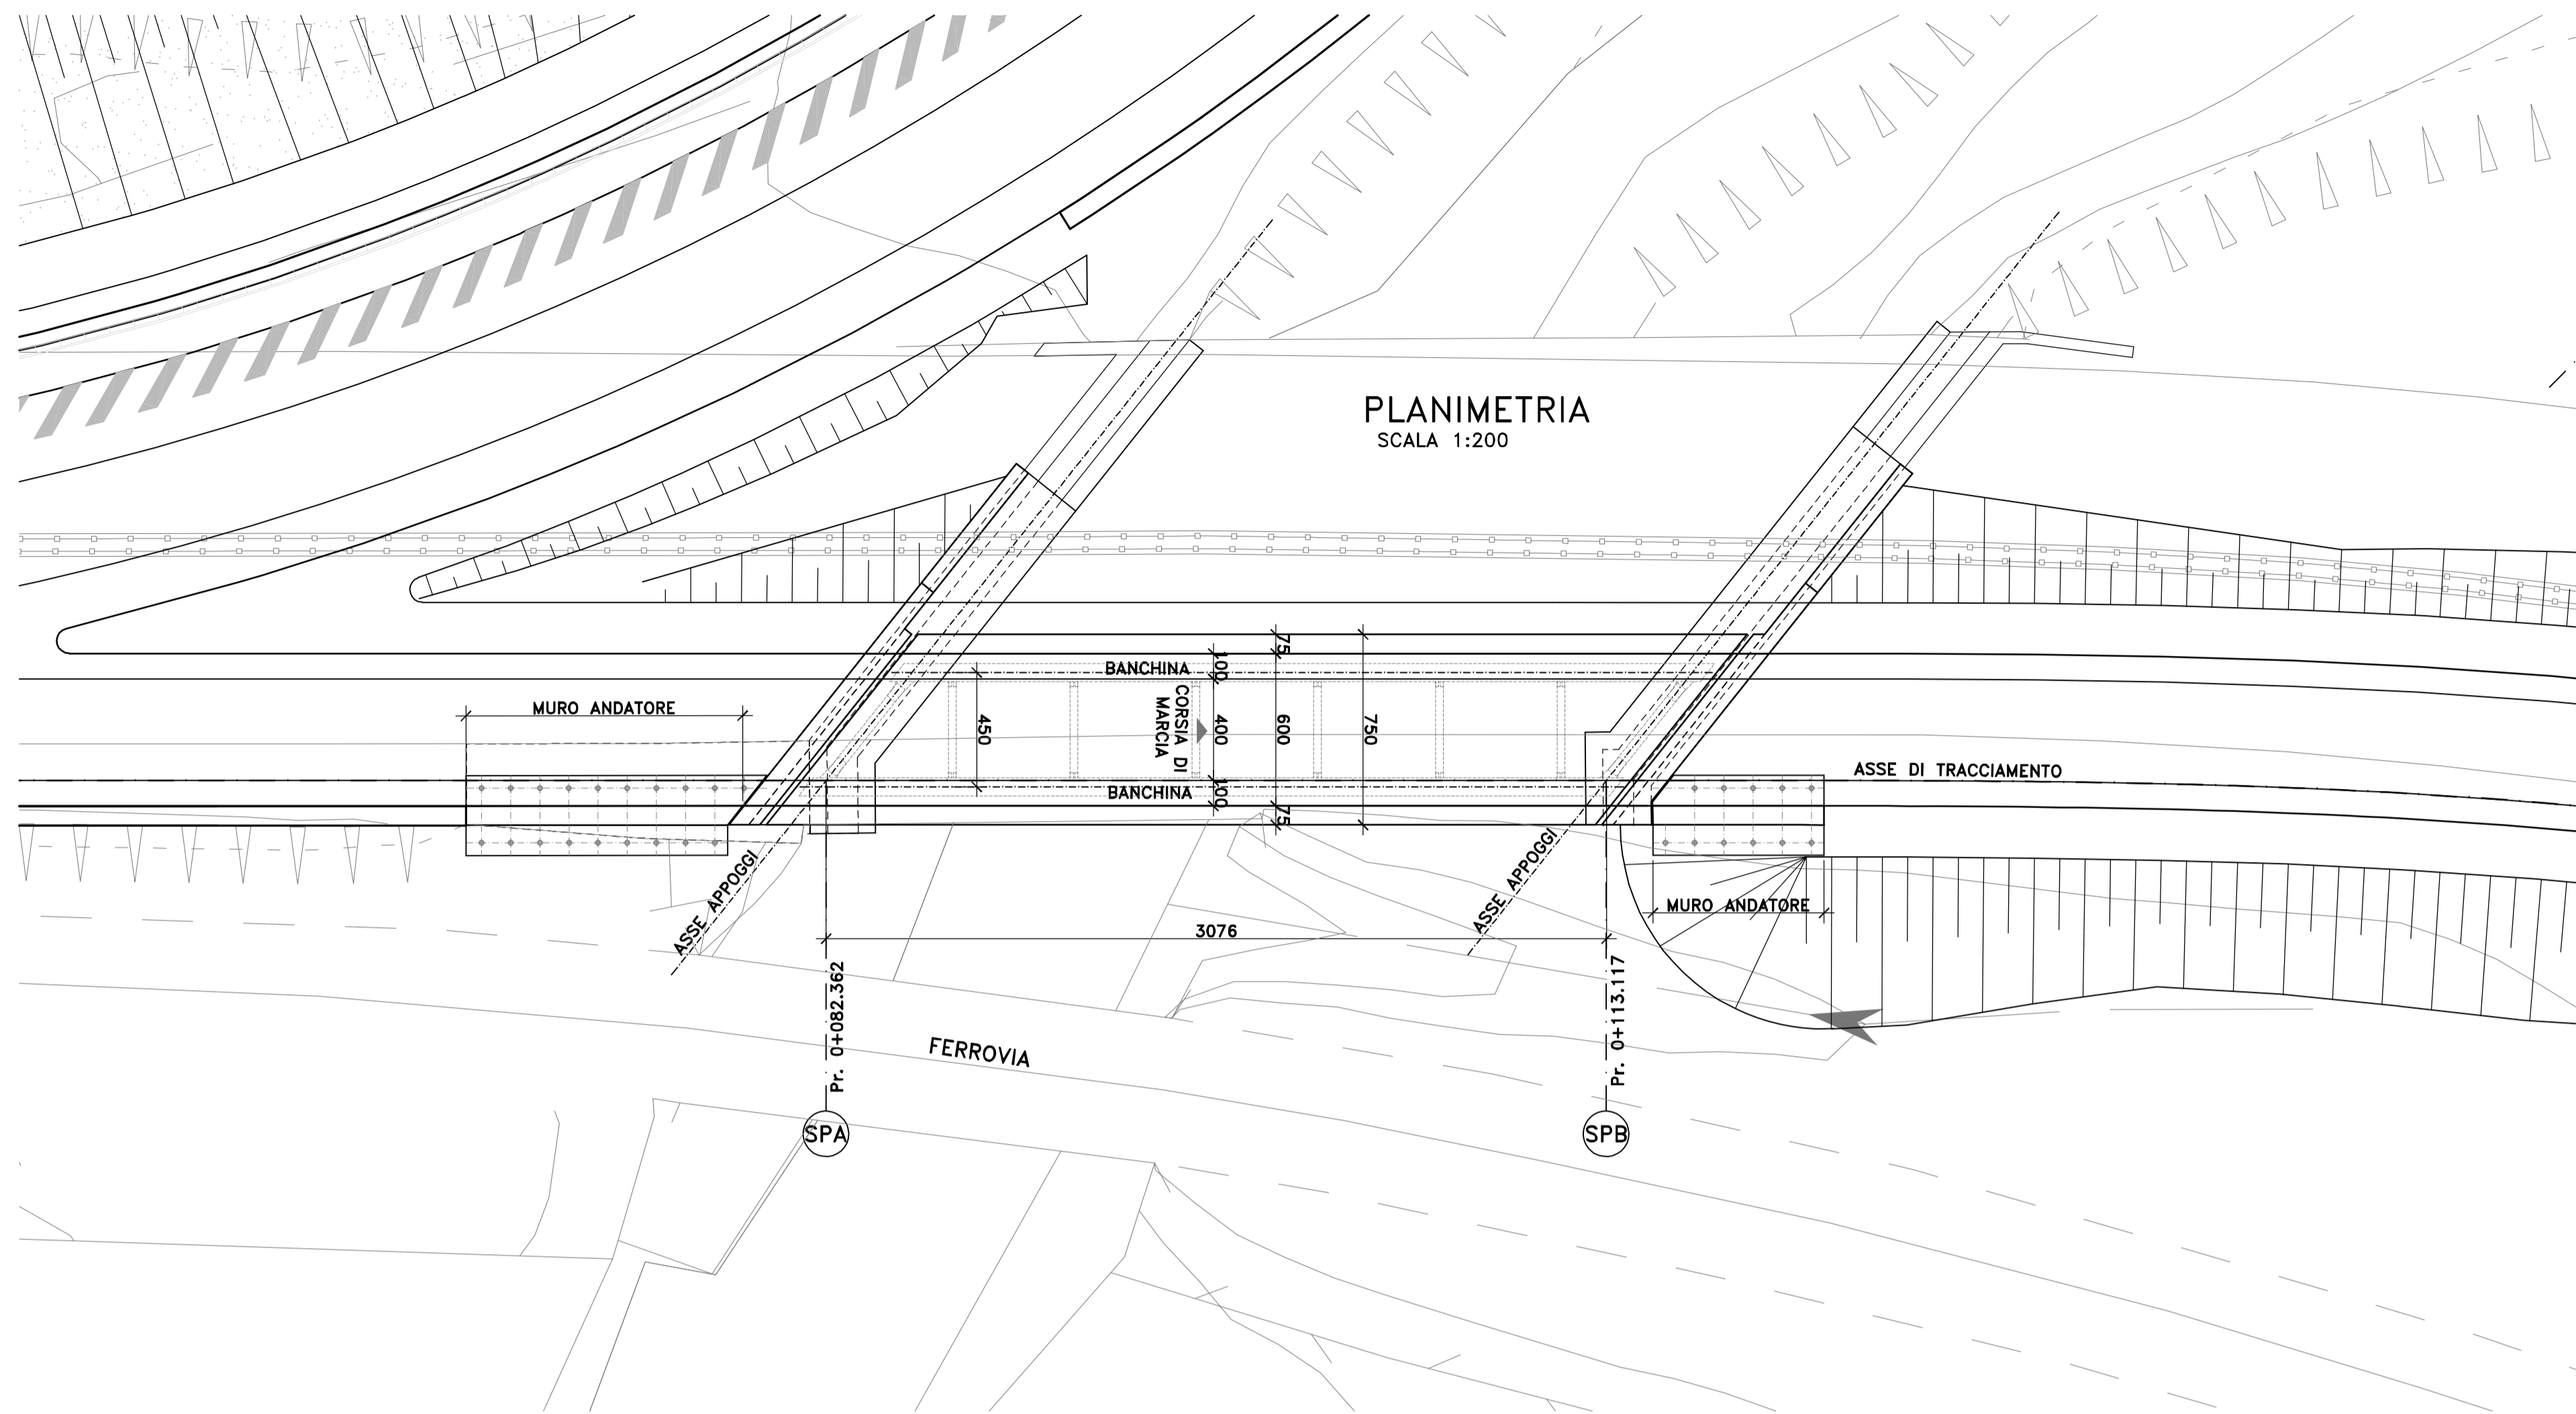 PLANIMETRIA
SCALA 1:200
75
BANCHINA
100
CORSIA DI
MARCIA
450
400
600
750
MURO ANDATORE
ASSE DI TRACCIAMENTO
BANCHINA
100
75
ASSE APPOGGI
ASSE APPOGGI
MURO ANDATORE
3076
Pr. 0+082.362
Pr. 0+113.117
FERROVIA
SPA
SPB